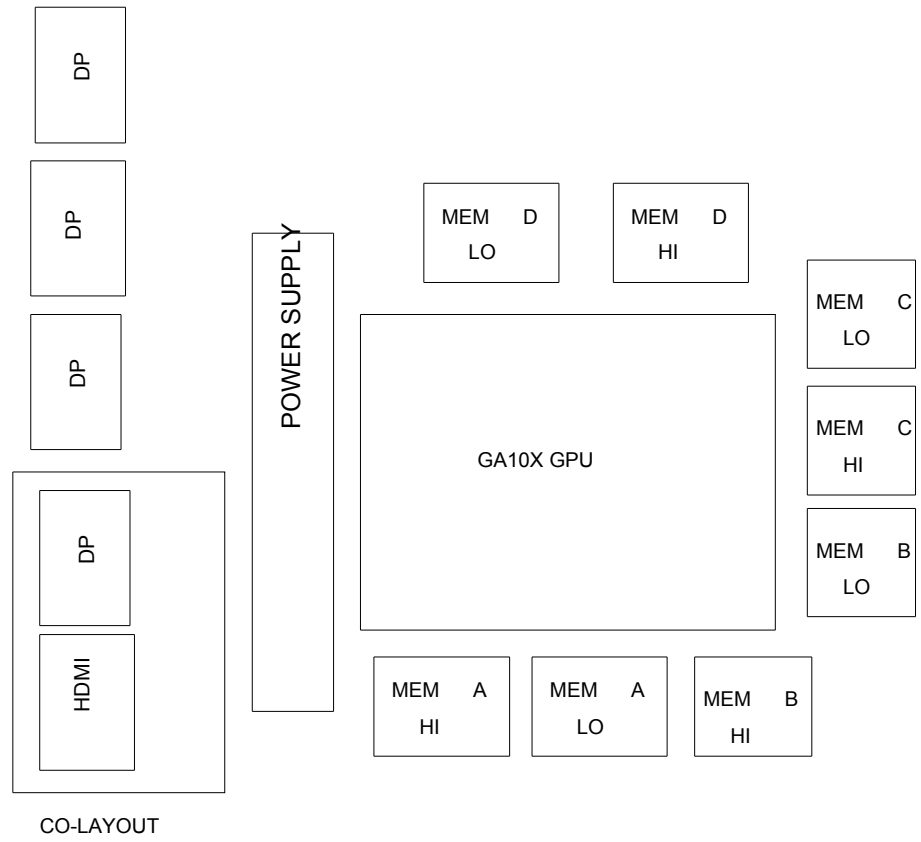 DP
DP
DP
DP
HDMI
CO-LAYOUT
POWER SUPPLY
MEM D
LO
MEM D
HI
MEM C
LO
MEM C
HI
MEM B
LO
GA10X GPU
MEM A
HI
MEM A
LO
MEM B
HI